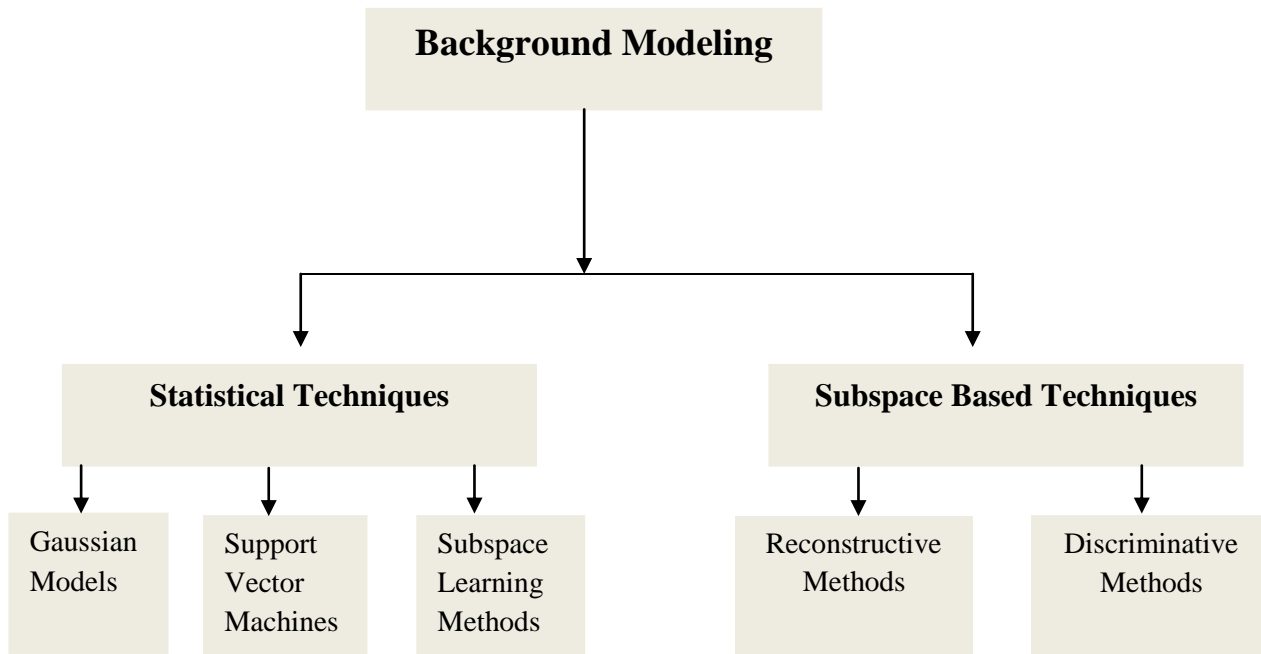 Background Modeling
Statistical Techniques
Subspace Based Techniques
Gaussian
Models
Support
Vector
Machines
Subspace
Learning
Methods
Reconstructive
Methods
Discriminative
Methods